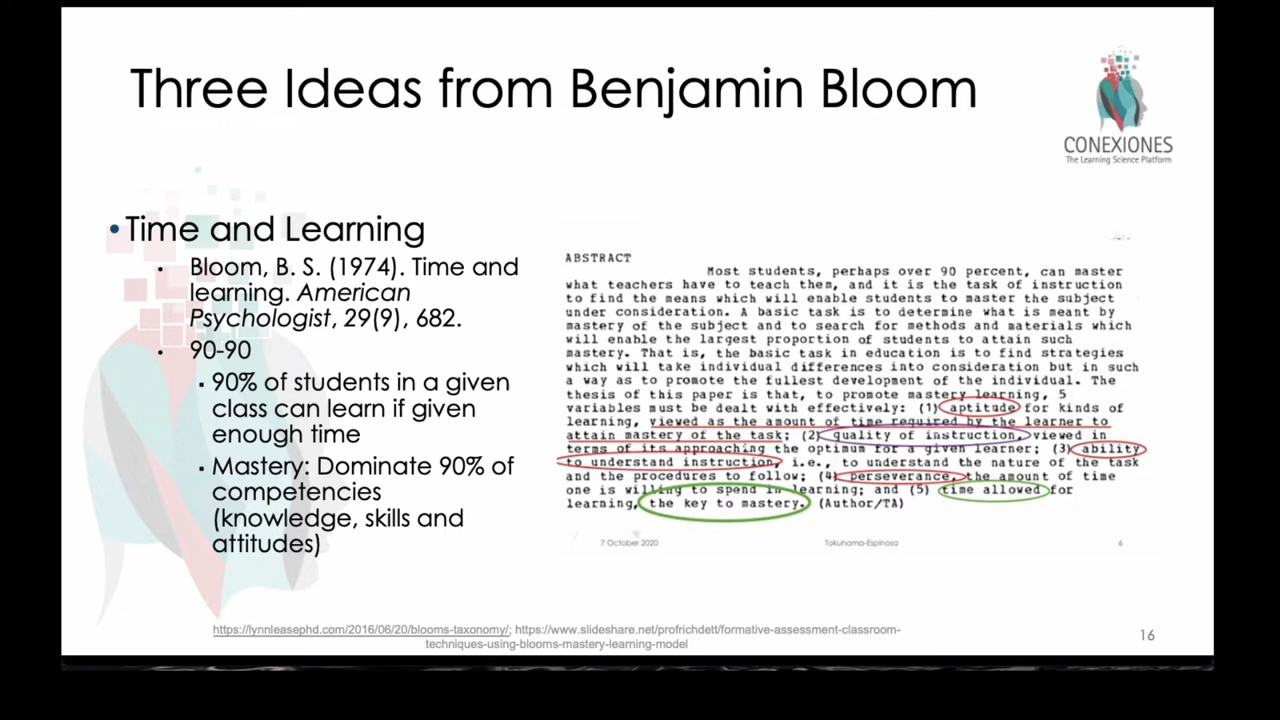 Three Ideas from Benjamin Bloom
CONEXIONES
The Learning Science Platform
•Time and Learning
• Bloom, B. S. (1974). Time and
learning. American
Psychologist, 29(9), 682.
• 90-90
▪ 90% of students in a given
class can learn if given
enough time
▪ Mastery: Dominate 90% of
competencies
(knowledge, skills and
attitudes)
ABSTRACT
Most students, perhaps over 90 percent, can master
what teachers have to teach them, and it is the task of instruction
to find the means which will enable students to master the subject
under consideration. A basic task is to determine what is meant by
mastery of the subject and to search for methods and materials which
will enable the largest proportion of students to attain such
mastery. That is, the basic task in education is to find strategies
which will take individual differences into consideration but in such
a way as to promote the fullest development of the individual. The
thesis of this paper is that, to promote mastery learning, 5
variables must be dealt with effectively: (1) aptitude for kinds of
learning, viewed as the amount of time required by the learner to
attain mastery of the task; (2) quality of instruction, viewed in
terms of its approaching the optimum for a given learner; (3) ability
to understand instruction, i.e., to understand the nature of the task
and the procedures to follow; (4) perseverance, the amount of time
one is willing to spend in learning; and (5) time allowed for
learning, the key to mastery. (Author/TA)
7 October 2020
Tokuhama-Espinosa
6
https://lynnleasephd.com/2016/06/20/blooms-taxonomy/; https://www.slideshare.net/profrichdett/formative-assessment-classroom-
techniques-using-blooms-mastery-learning-model
16